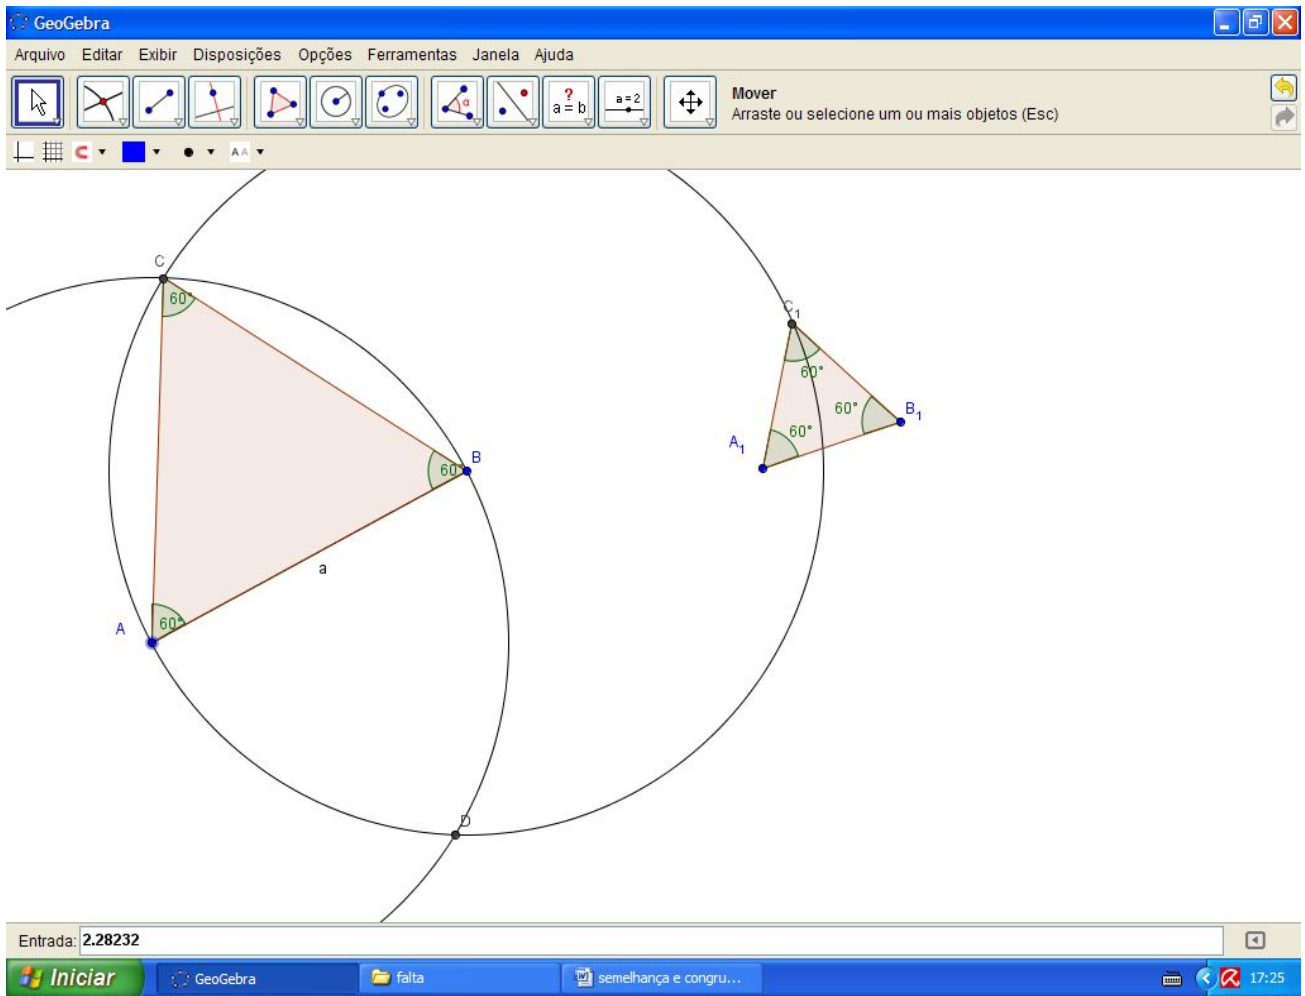 GeoGebra
Arquivo Editar Exibir Disposições Opções Ferramentas Janela Ajuda
α
?
a = b
a = 2
Mover
Arraste ou selecione um ou mais objetos (Esc)
A A
C
60°
C₁
60°
60°
B₁
A₁
60°
B
60°
a
A
60°
D
Entrada: 2.28232
Iniciar GeoGebra falta semelhança e congru... 17:25